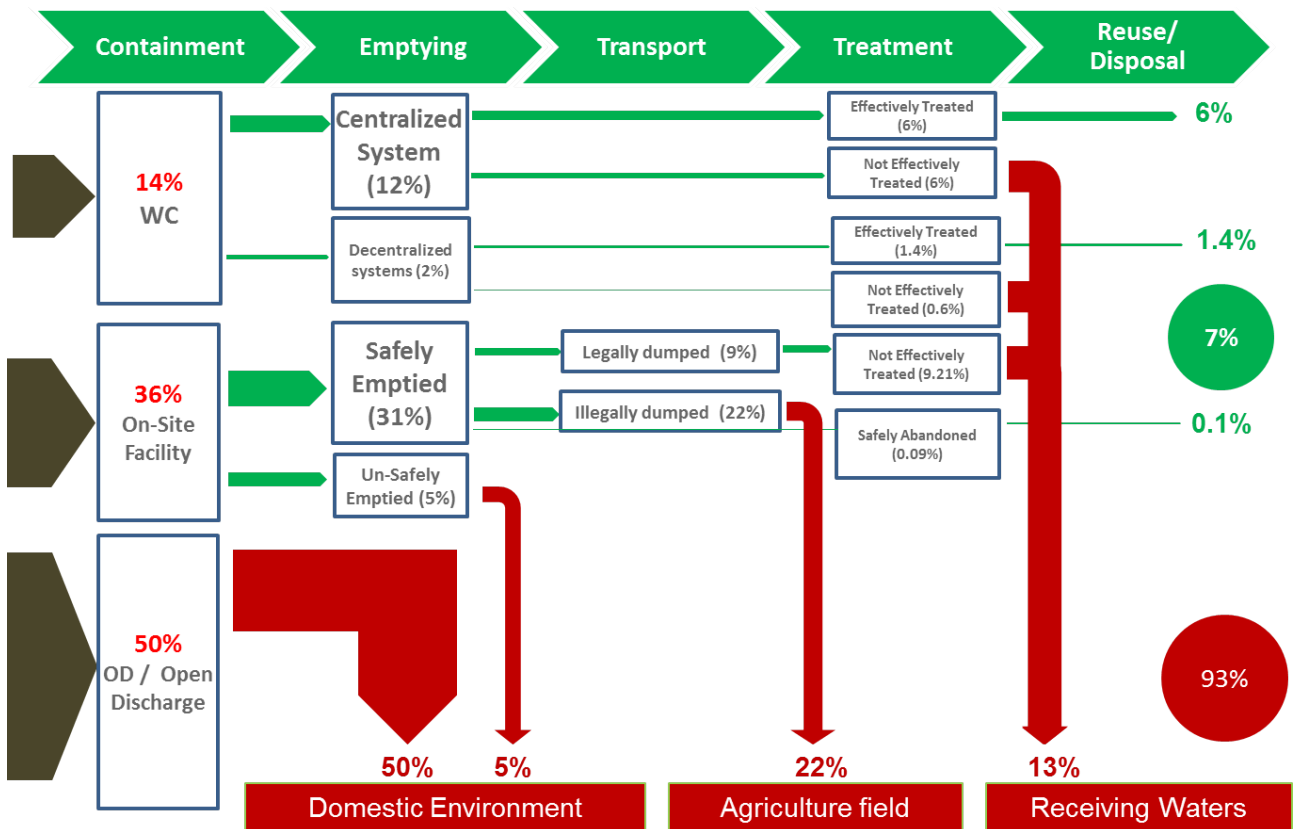 Containment
Emptying
Transport
Treatment
Reuse/
Disposal
14%
WC
Centralized
System
(12%)
Effectively Treated
(6%)
6%
Not Effectively
Treated (6%)
Decentralized
systems (2%)
Effectively Treated
(1.4%)
1.4%
Not Effectively
Treated (0.6%)
7%
36%
On-Site
Facility
Safely
Emptied
(31%)
Legally dumped (9%)
Not Effectively
Treated (9.21%)
Illegally dumped (22%)
Safely Abandoned
(0.09%)
0.1%
Un-Safely
Emptied (5%)
50%
OD / Open
Discharge
93%
50%
5%
22%
13%
Domestic Environment
Agriculture field
Receiving Waters